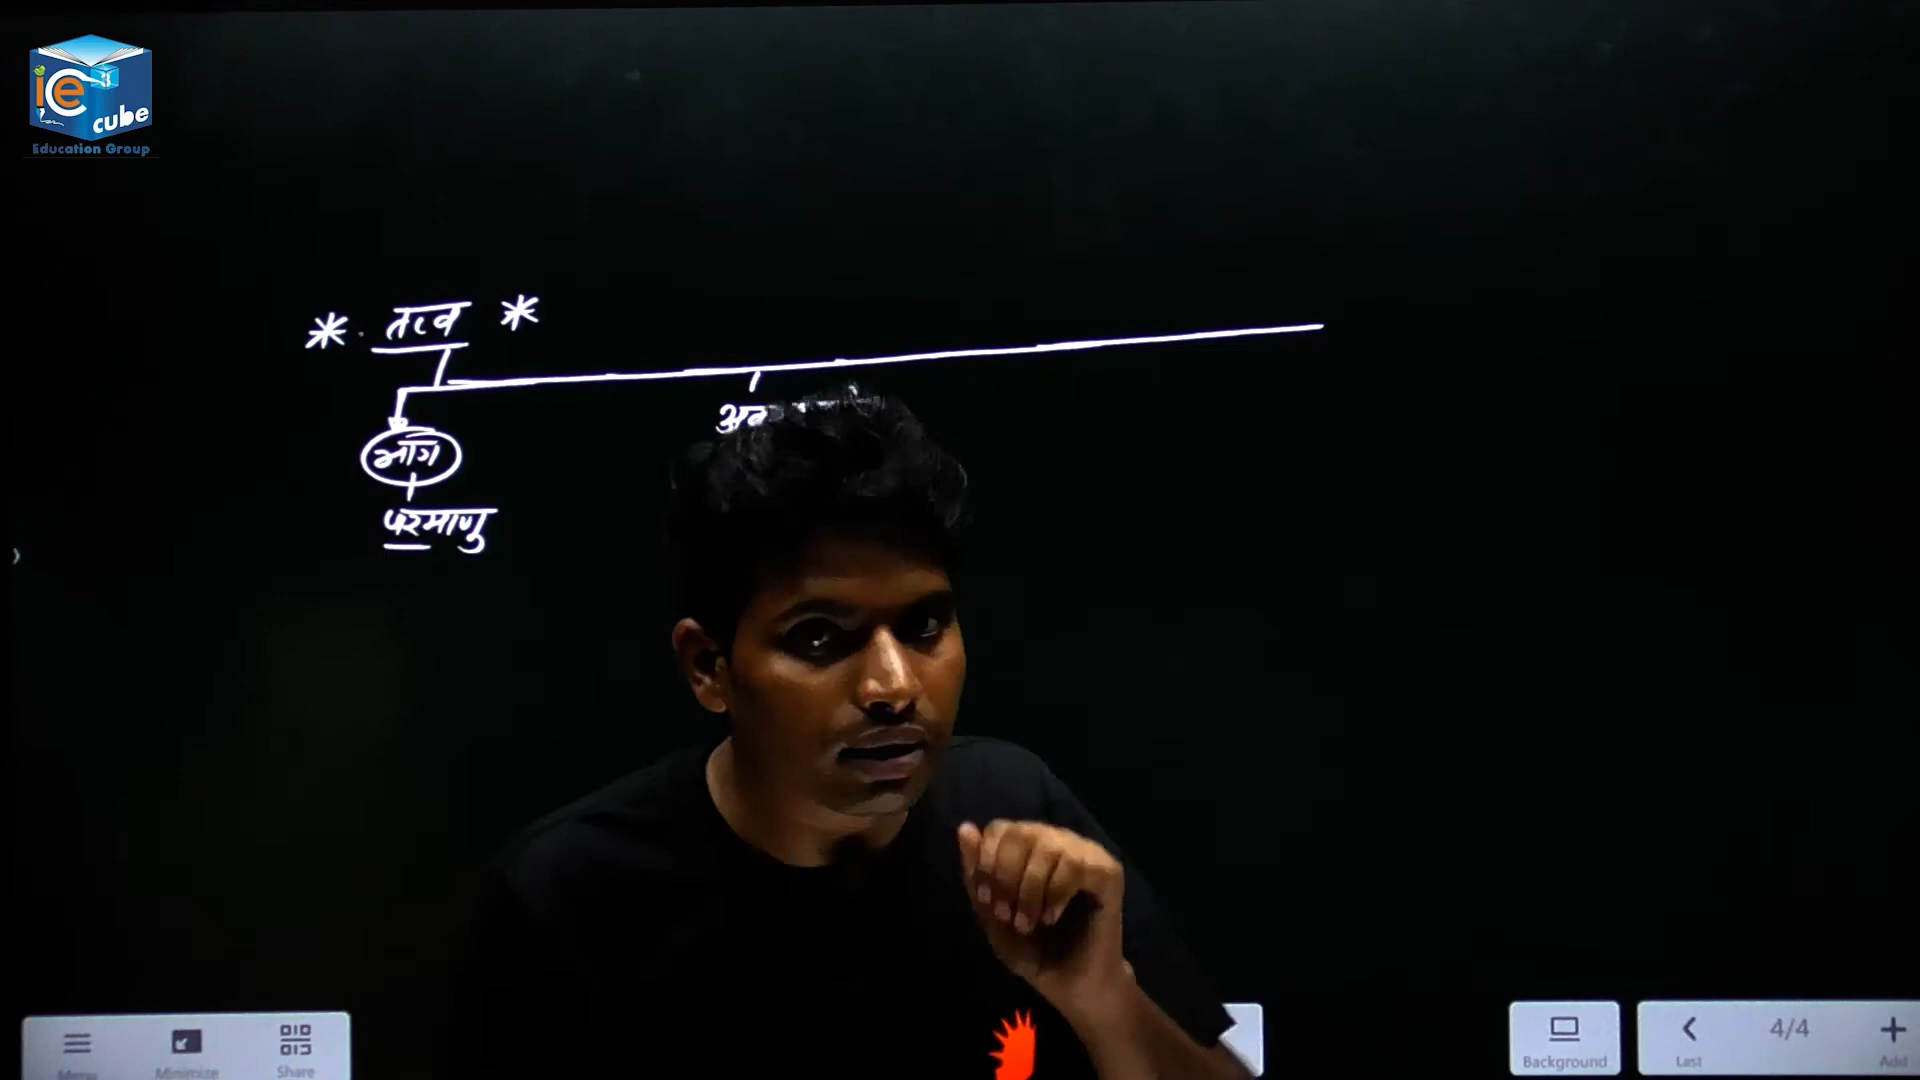 ice
cube
Education Group
* तत्व *
भाग
परमाणु
Menu
Minimize
Share
Background
Last
4/4
Add